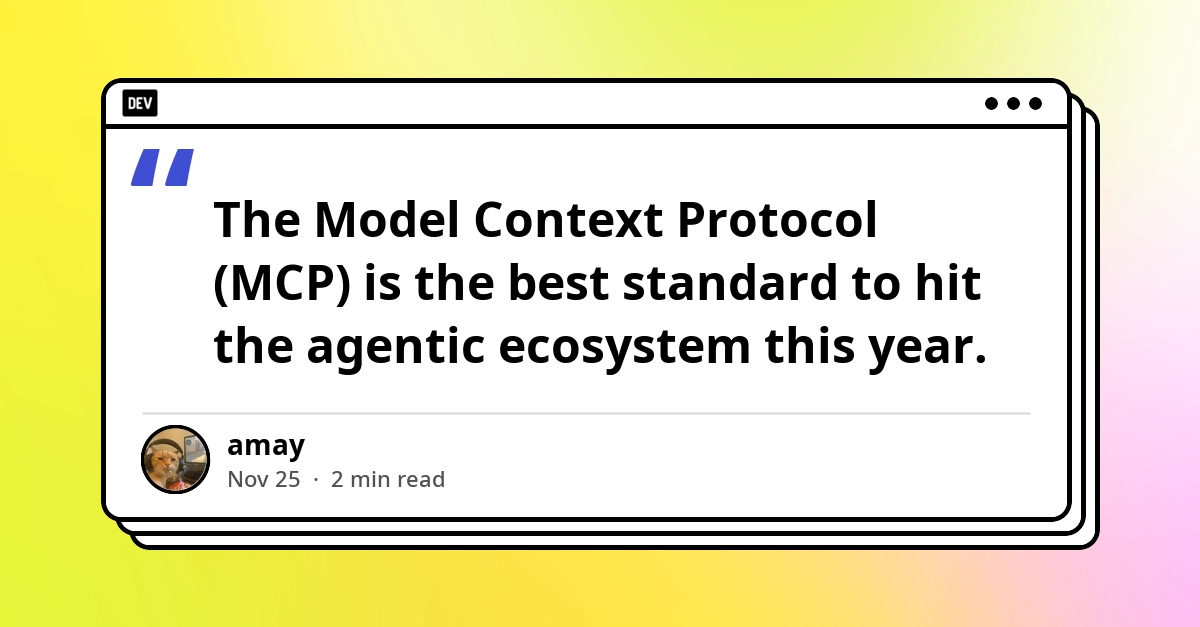 DEV
“
The Model Context Protocol
(MCP) is the best standard to hit
the agentic ecosystem this year.
amay
Nov 25 · 2 min read